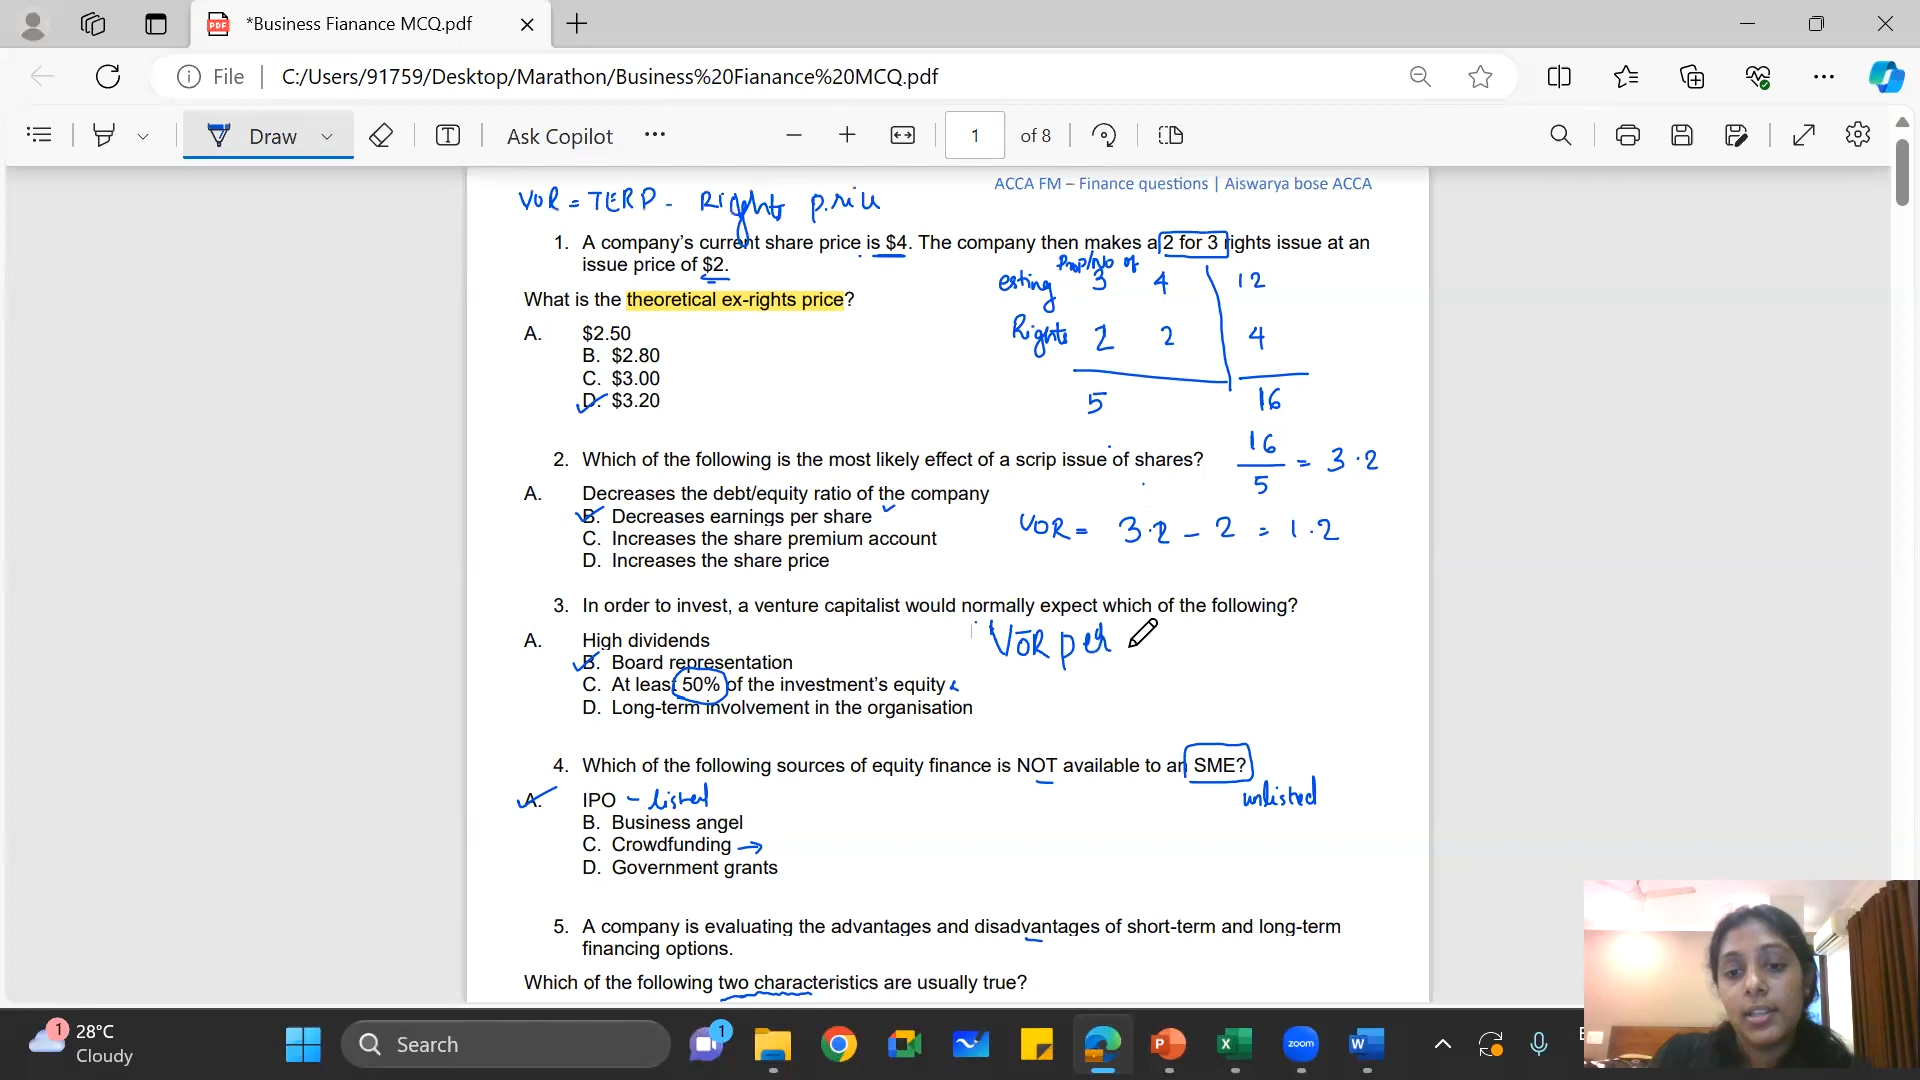 *Business Fianance MCQ.pdf
File
C:/Users/91759/Desktop/Marathon/Business%20Fianance%20MCQ.pdf
Draw
Ask Copilot
1 of 8
ACCA FM – Finance questions | Aiswarya bose ACCA
VOR = TERP - Right price
1. A company's current share price is $4. The company then makes a 2 for 3 rights issue at an
issue price of $2.
Prop/No of
esting 3 4 12
What is the theoretical ex-rights price?
Rights 2 2 4
A. $2.50
B. $2.80
C. $3.00
D. $3.20
5 16
2. Which of the following is the most likely effect of a scrip issue of shares?
16
5
= 3.2
A. Decreases the debt/equity ratio of the company
B. Decreases earnings per share
C. Increases the share premium account
D. Increases the share price
VOR = 3.2 - 2 = 1.2
3. In order to invest, a venture capitalist would normally expect which of the following?
VOR per
A. High dividends
B. Board representation
C. At least 50% of the investment's equity
D. Long-term involvement in the organisation
4. Which of the following sources of equity finance is NOT available to an SME?
unlisted
A. IPO - listed
B. Business angel
C. Crowdfunding →
D. Government grants
5. A company is evaluating the advantages and disadvantages of short-term and long-term
financing options.
Which of the following two characteristics are usually true?
1
28°C
Cloudy
Search
1
zoom